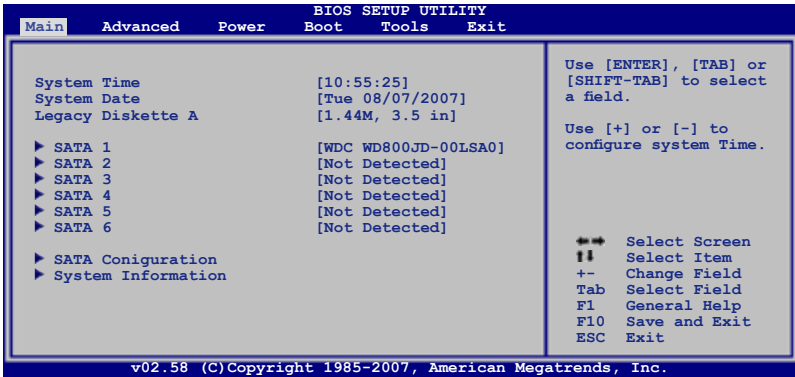 BIOS SETUP UTILITY
Main Advanced Power Boot Tools Exit
System Time [10:55:25]
System Date [Tue 08/07/2007]
Legacy Diskette A [1.44M, 3.5 in]
SATA 1 [WDC WD800JD-00LSA0]
SATA 2 [Not Detected]
SATA 3 [Not Detected]
SATA 4 [Not Detected]
SATA 5 [Not Detected]
SATA 6 [Not Detected]
SATA Coniguration
System Information
Use [ENTER], [TAB] or
[SHIFT-TAB] to select
a field.
Use [+] or [-] to
configure system Time.
Select Screen
Select Item
+- Change Field
Tab Select Field
F1 General Help
F10 Save and Exit
ESC Exit
v02.58 (C)Copyright 1985-2007, American Megatrends, Inc.